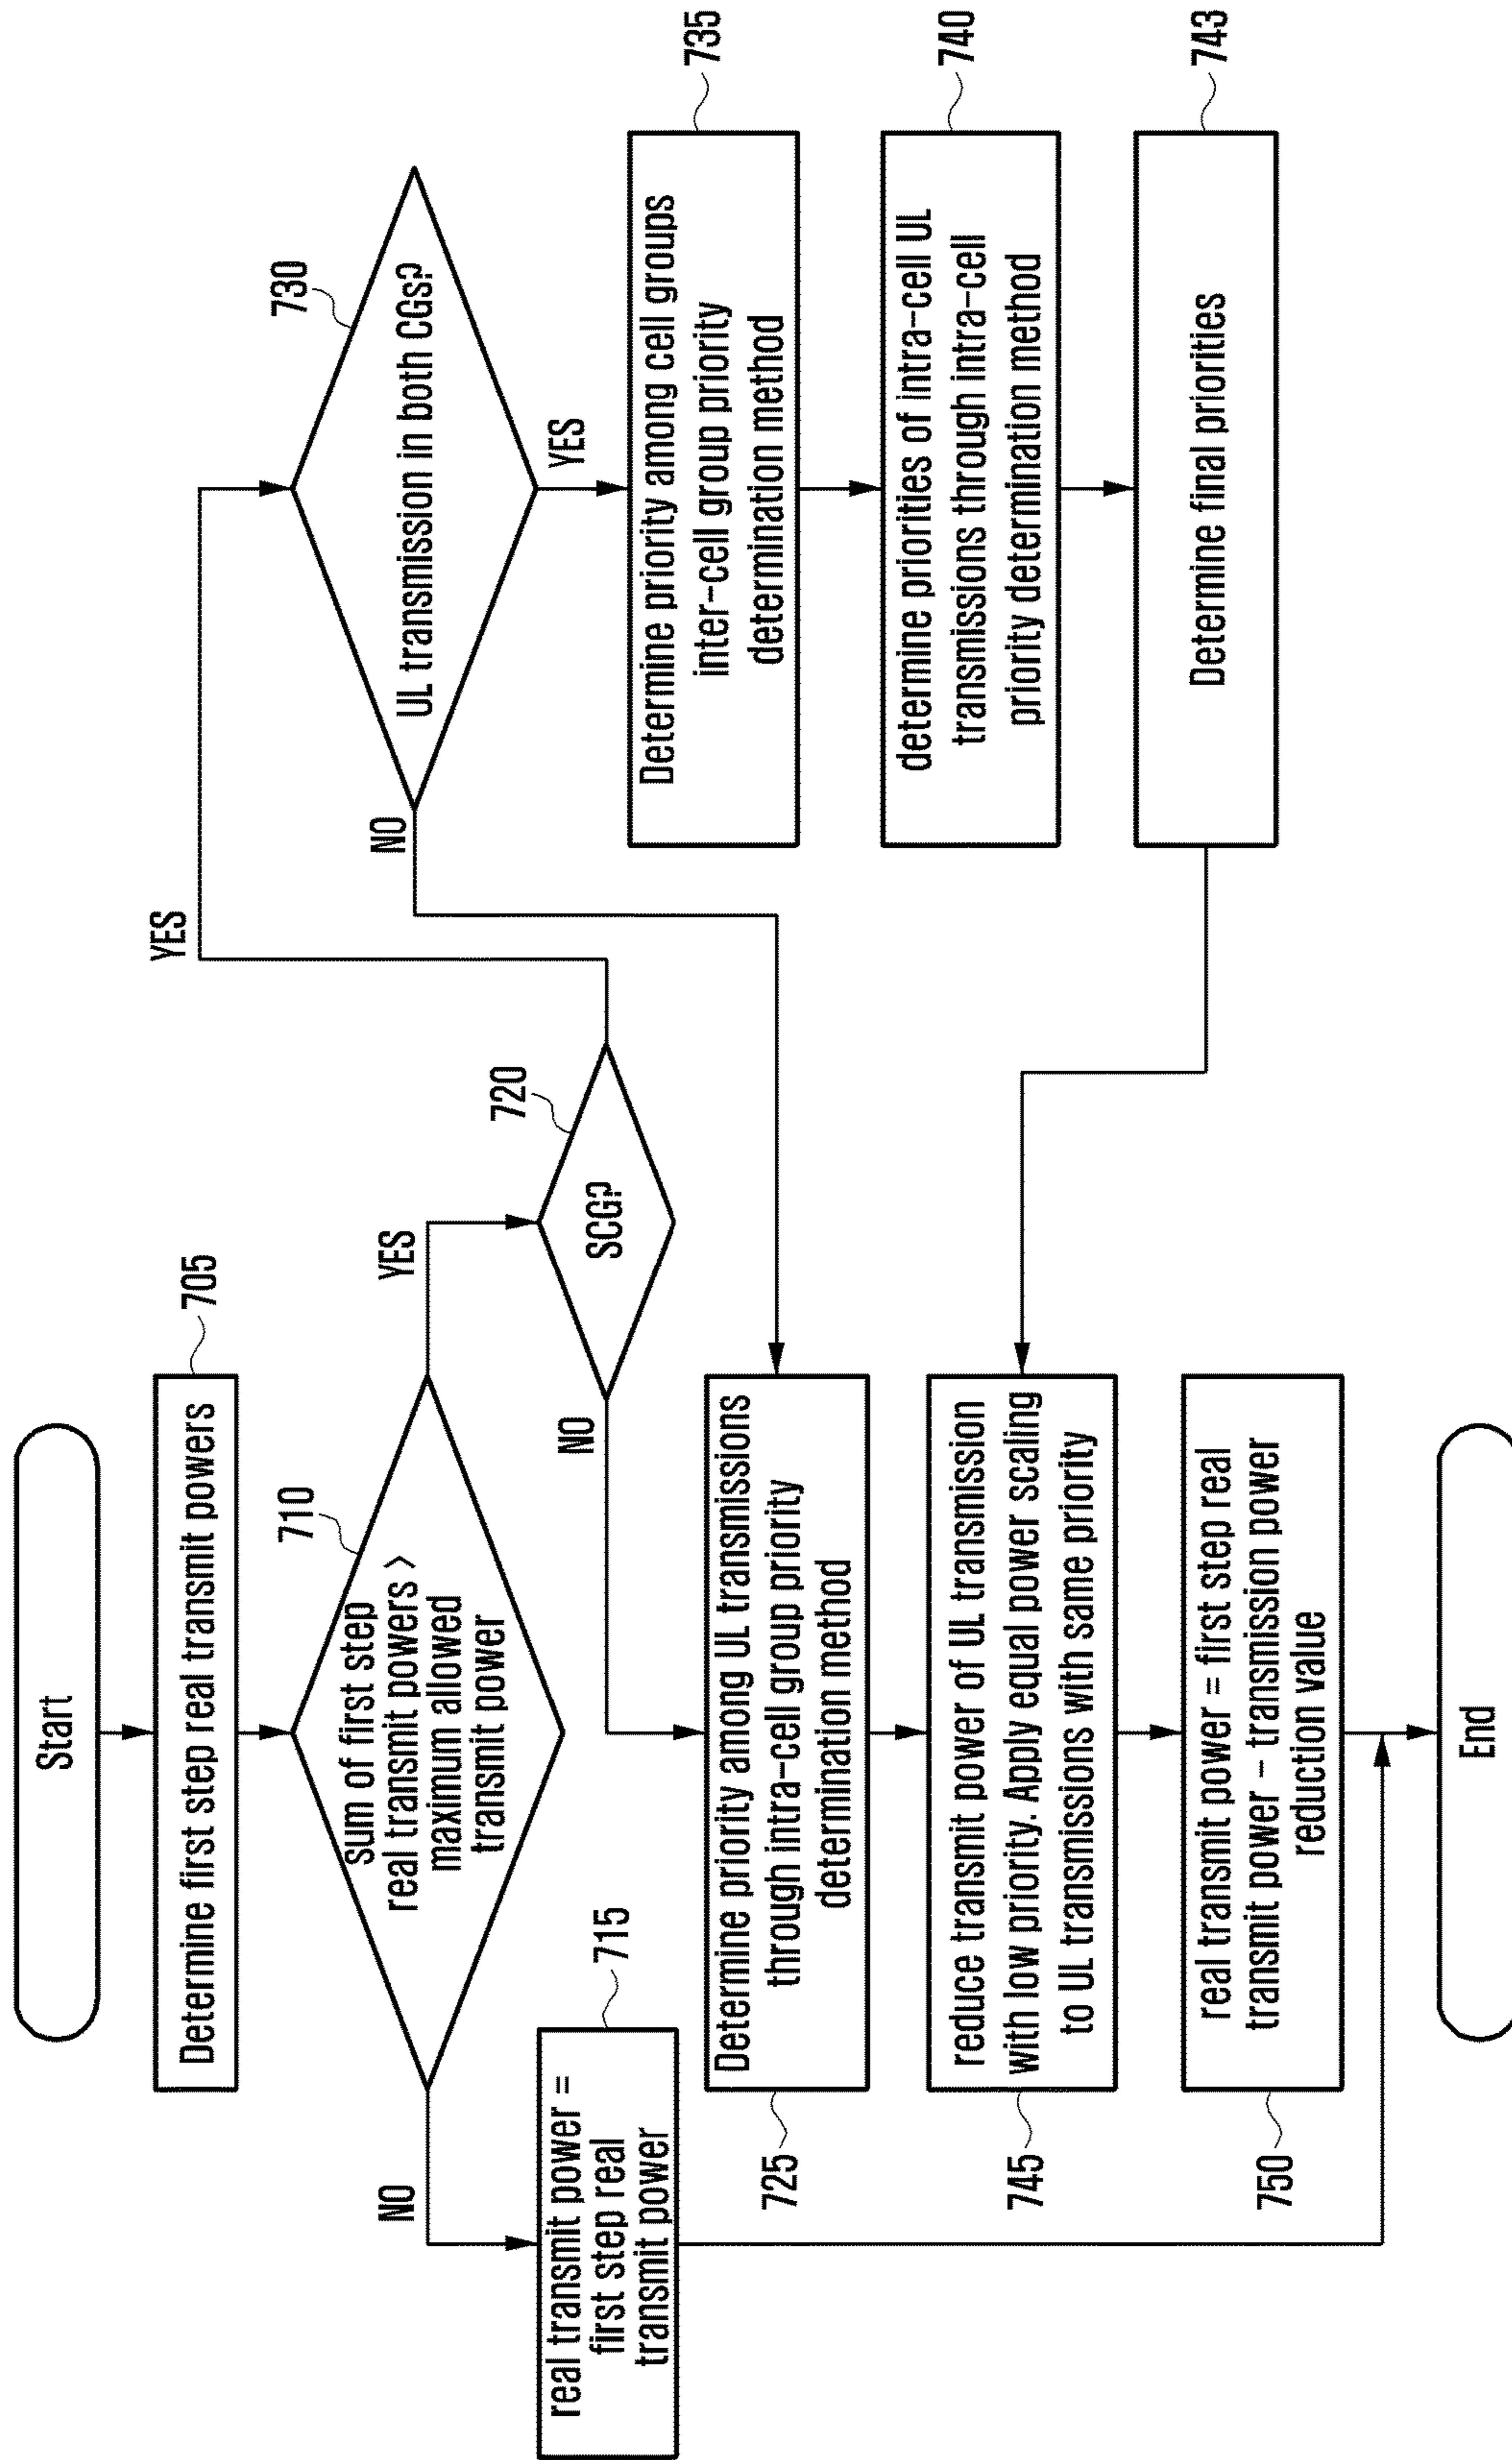 Start
Determine first step real transmit powers
705
710
sum of first step
real transmit powers >
maximum allowed
transmit power
NO
YES
real transmit power =
first step real
transmit power
715
SCG?
720
NO
YES
Determine priority among UL transmissions
through intra-cell group priority
determination method
725
UL transmission in both CGs?
730
NO
YES
Determine priority among cell groups
inter-cell group priority
determination method
735
determine priorities of intra-cell UL
transmissions through intra-cell
priority determination method
740
Determine final priorities
743
reduce transmit power of UL transmission
with low priority. Apply equal power scaling
to UL transmissions with same priority
745
real transmit power = first step real
transmit power – transmission power
reduction value
750
End